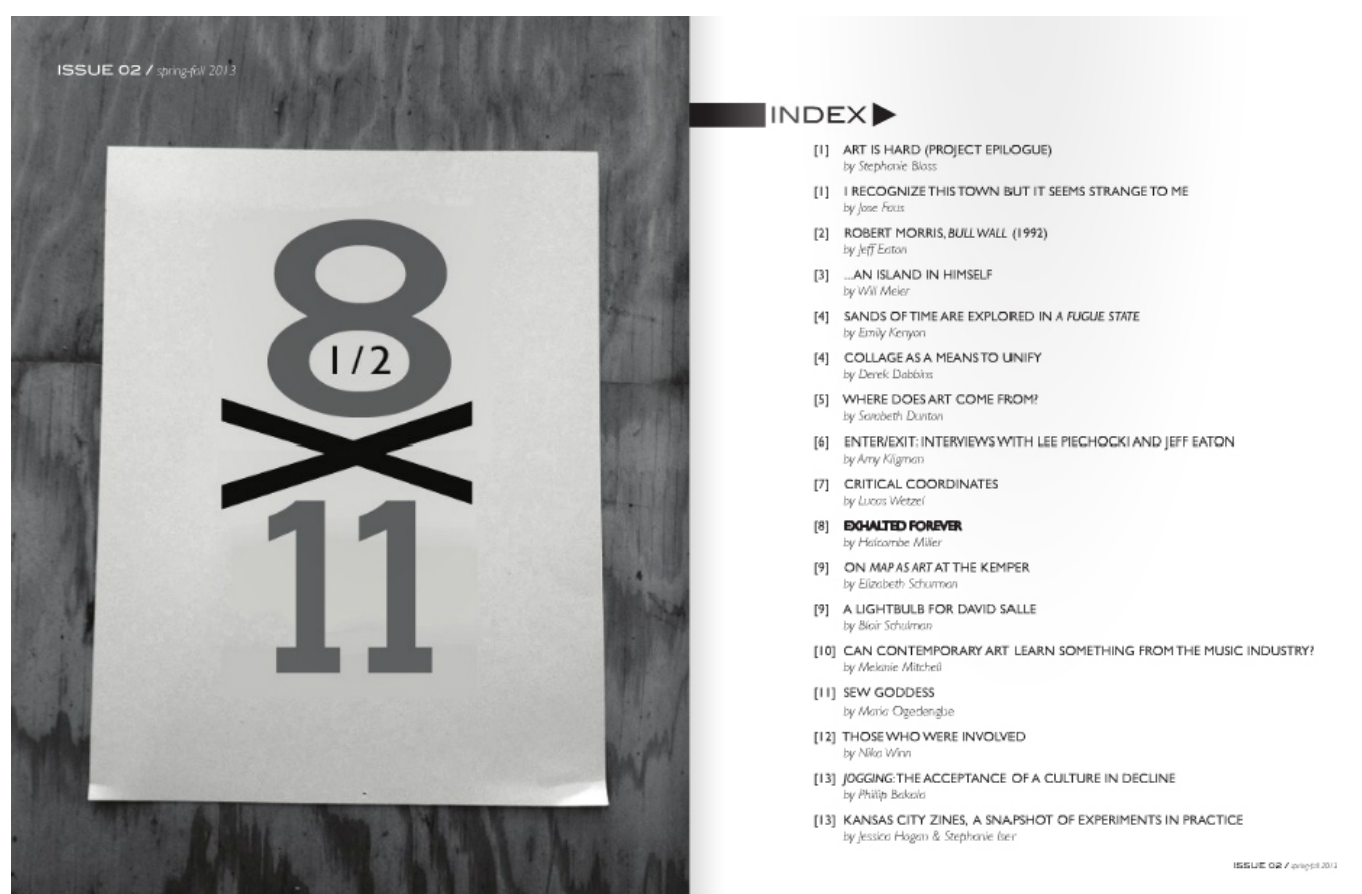 ISSUE 02 / spring-fall 2013
8
1/2
X
11
INDEX
[1] ART IS HARD (PROJECT EPILOGUE)
by Stephanie Bloss
[1] I RECOGNIZE THIS TOWN BUT IT SEEMS STRANGE TO ME
by Jose Faus
[2] ROBERT MORRIS, BULL WALL (1992)
by Jeff Eaton
[3] ...AN ISLAND IN HIMSELF
by Will Meier
[4] SANDS OF TIME ARE EXPLOIRED IN A FUGUE STATE
by Emily Kenyon
[4] COLLAGE AS A MEANS TO UNIFY
by Derek Dobbins
[5] WHERE DOES ART COME FROM?
by Sarabeth Dunton
[6] ENTER/EXIT: INTERVIEWS WITH LEE PIECHOCKI AND JEFF EATON
by Amy Kligman
[7] CRITICAL COORDINATES
by Lucas Wetzel
[8] EXHALTED FOREVER
by Halcombe Miller
[9] ON MAP AS ART AT THE KEMPER
by Elizabeth Schurman
[9] A LIGHTBULB FOR DAVID SALLE
by Blair Schulman
[10] CAN CONTEMPORARY ART LEARN SOMETHING FROM THE MUSIC INDUSTRY?
by Melanie Mitchell
[11] SEW GODDESS
by Maria Ogedengbe
[12] THOSE WHO WERE INVOLVED
by Nika Winn
[13] JOGGING: THE ACCEPTANCE OF A CULTURE IN DECLINE
by Phillip Bakalo
[13] KANSAS CITY ZINES, A SNAPSHOT OF EXPERIMENTS IN PRACTICE
by Jessica Hogan & Stephanie Iser
ISSUE 02 / spring-fall 2013